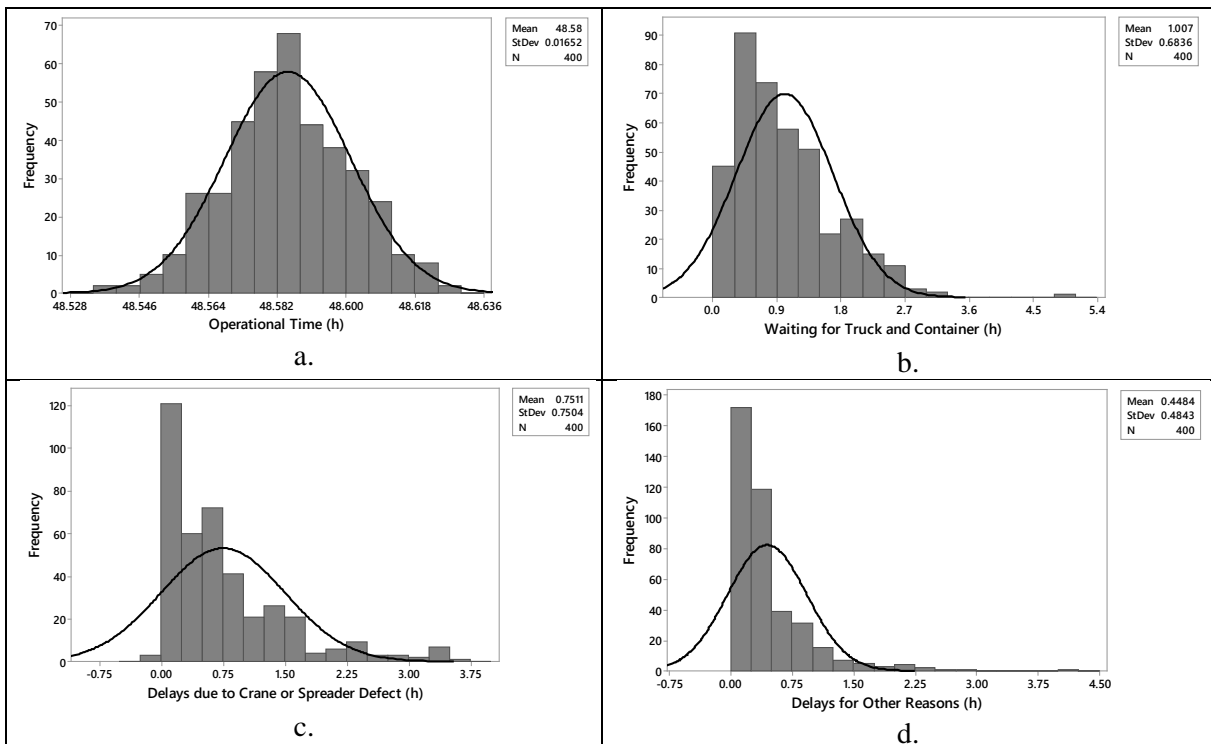 70
60
50
40
30
20
10
0
Frequency
48.528 48.546 48.564 48.582 48.600 48.618 48.636
Operational Time (h)
Mean 48.58
StDev 0.01652
N 400
a.
90
80
70
60
50
40
30
20
10
0
Frequency
0.0 0.9 1.8 2.7 3.6 4.5 5.4
Waiting for Truck and Container (h)
Mean 1.007
StDev 0.6836
N 400
b.
120
100
80
60
40
20
0
Frequency
-0.75 0.00 0.75 1.50 2.25 3.00 3.75
Delays due to Crane or Spreader Defect (h)
Mean 0.7511
StDev 0.7504
N 400
c.
180
160
140
120
100
80
60
40
20
0
Frequency
-0.75 0.00 0.75 1.50 2.25 3.00 3.75 4.50
Delays for Other Reasons (h)
Mean 0.4484
StDev 0.4843
N 400
d.